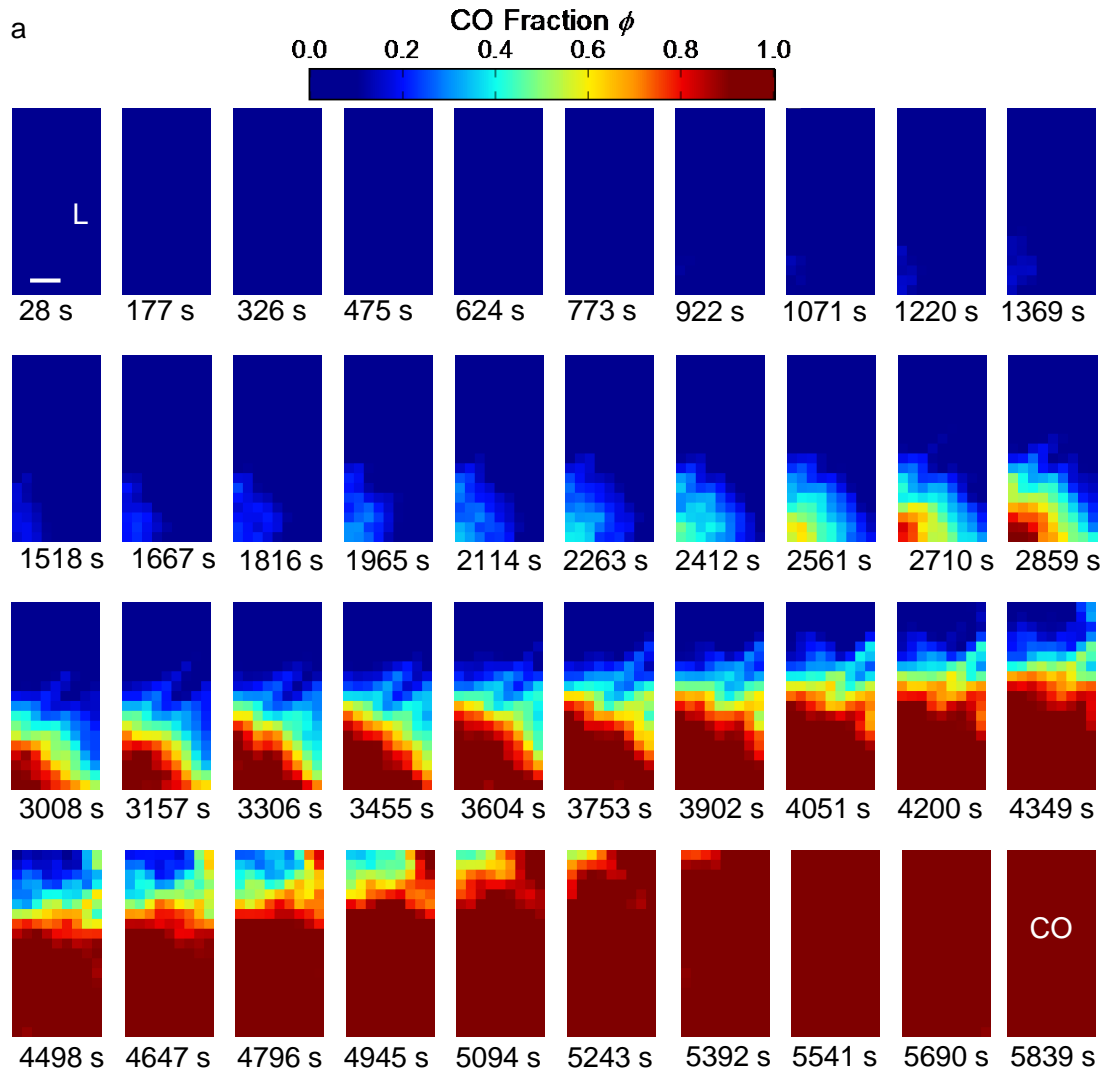 a
CO Fraction ϕ
0.0 0.2 0.4 0.6 0.8 1.0
L
28 s 177 s 326 s 475 s 624 s 773 s 922 s 1071 s 1220 s 1369 s
1518 s 1667 s 1816 s 1965 s 2114 s 2263 s 2412 s 2561 s 2710 s 2859 s
3008 s 3157 s 3306 s 3455 s 3604 s 3753 s 3902 s 4051 s 4200 s 4349 s
CO
4498 s 4647 s 4796 s 4945 s 5094 s 5243 s 5392 s 5541 s 5690 s 5839 s